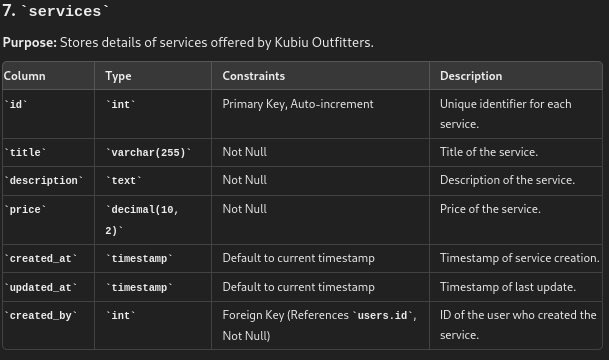 7. `services`
Purpose: Stores details of services offered by Kubiu Outfitters.
Column Type Constraints Description
`id` `int` Primary Key, Auto-increment Unique identifier for each
service.
`title` `varchar(255)` Not Null Title of the service.
`description` `text` Not Null Description of the service.
`price` `decimal(10, Not Null Price of the service.
2)`
`created_at` `timestamp` Default to current timestamp Timestamp of service creation.
`updated_at` `timestamp` Default to current timestamp Timestamp of last update.
`created_by` `int` Foreign Key (References `users.id`, ID of the user who created the
Not Null) service.